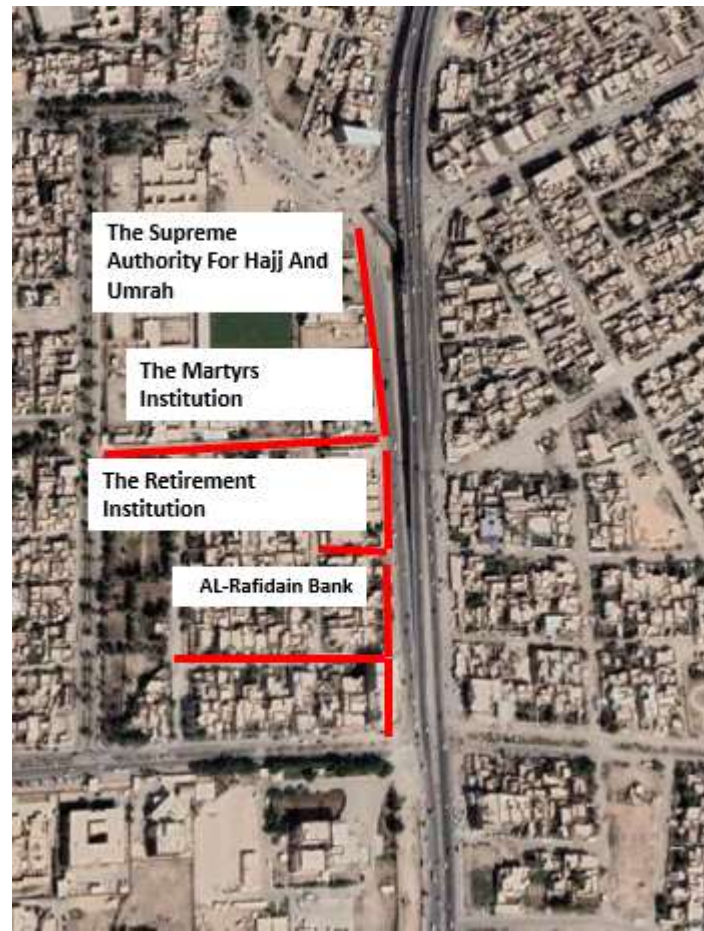 The Supreme
Authority For Hajj And
Umrah
The Martyrs
Institution
The Retirement
Institution
AL-Rafidain Bank